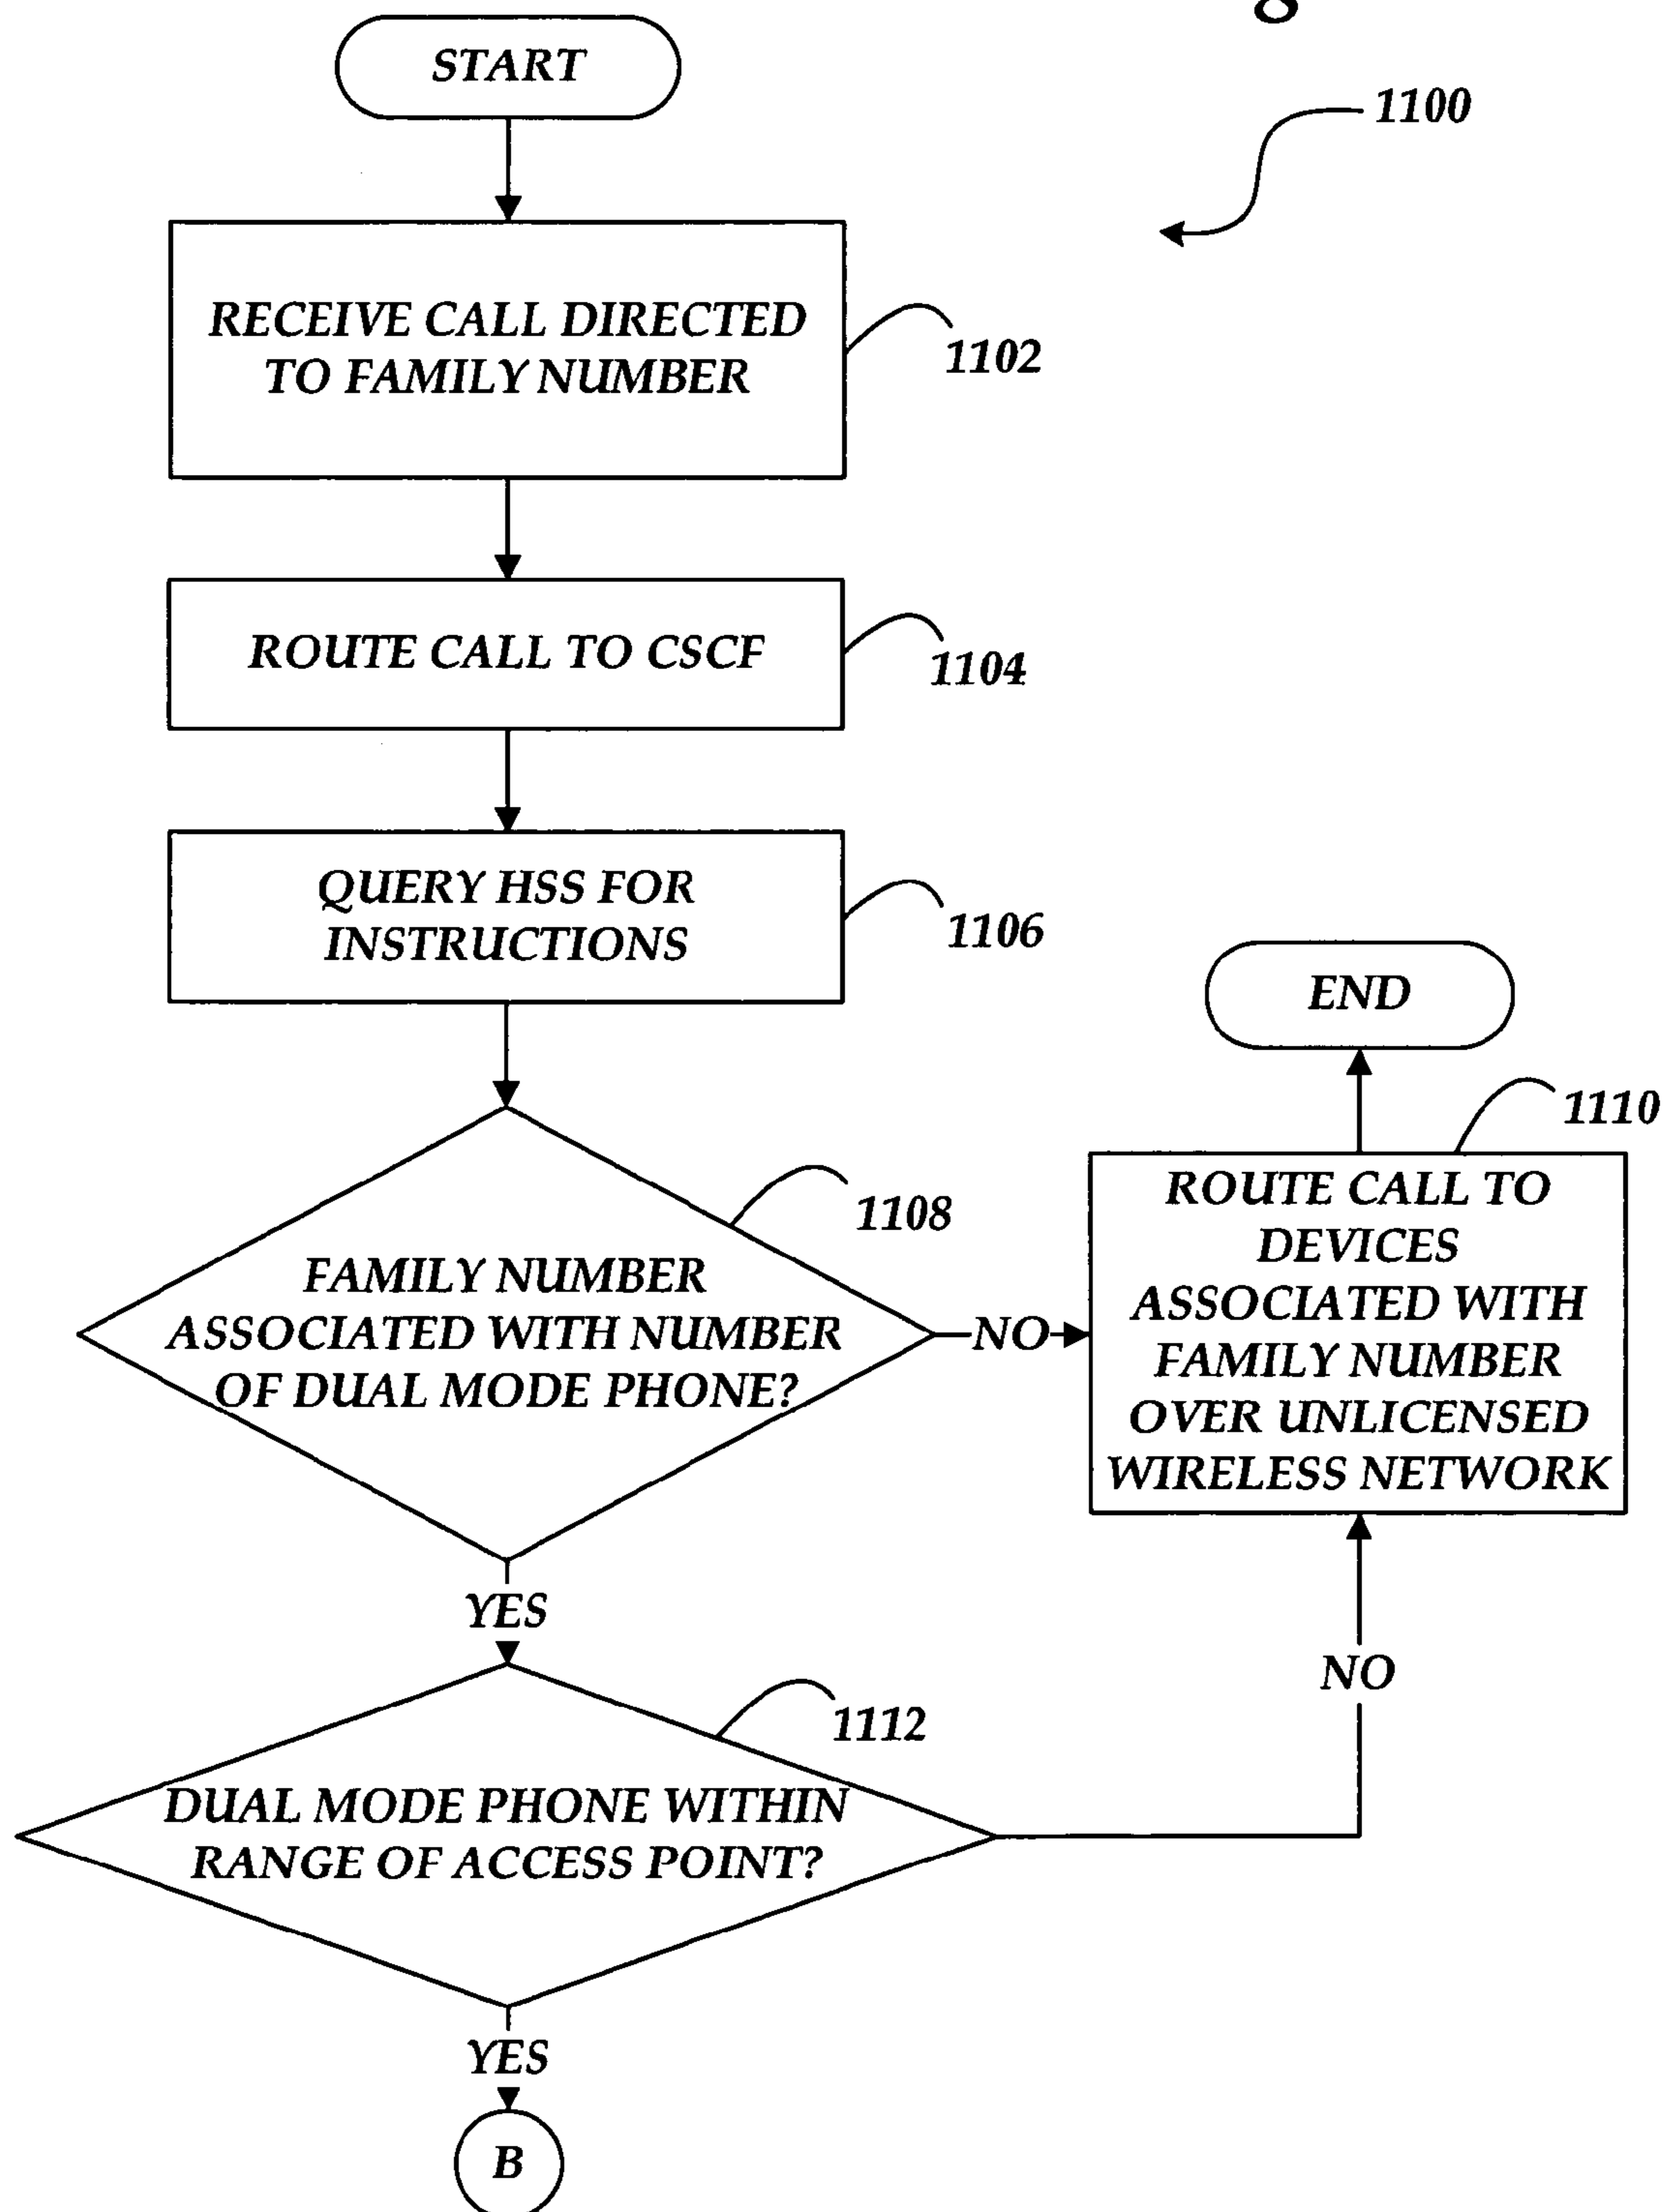 START
1100
RECEIVE CALL DIRECTED
TO FAMILY NUMBER
1102
ROUTE CALL TO CSCF
1104
QUERY HSS FOR
INSTRUCTIONS
1106
END
1108
FAMILY NUMBER
ASSOCIATED WITH NUMBER
OF DUAL MODE PHONE?
NO
1110
ROUTE CALL TO
DEVICES
ASSOCIATED WITH
FAMILY NUMBER
OVER UNLICENSED
WIRELESS NETWORK
YES
NO
1112
DUAL MODE PHONE WITHIN
RANGE OF ACCESS POINT?
YES
B